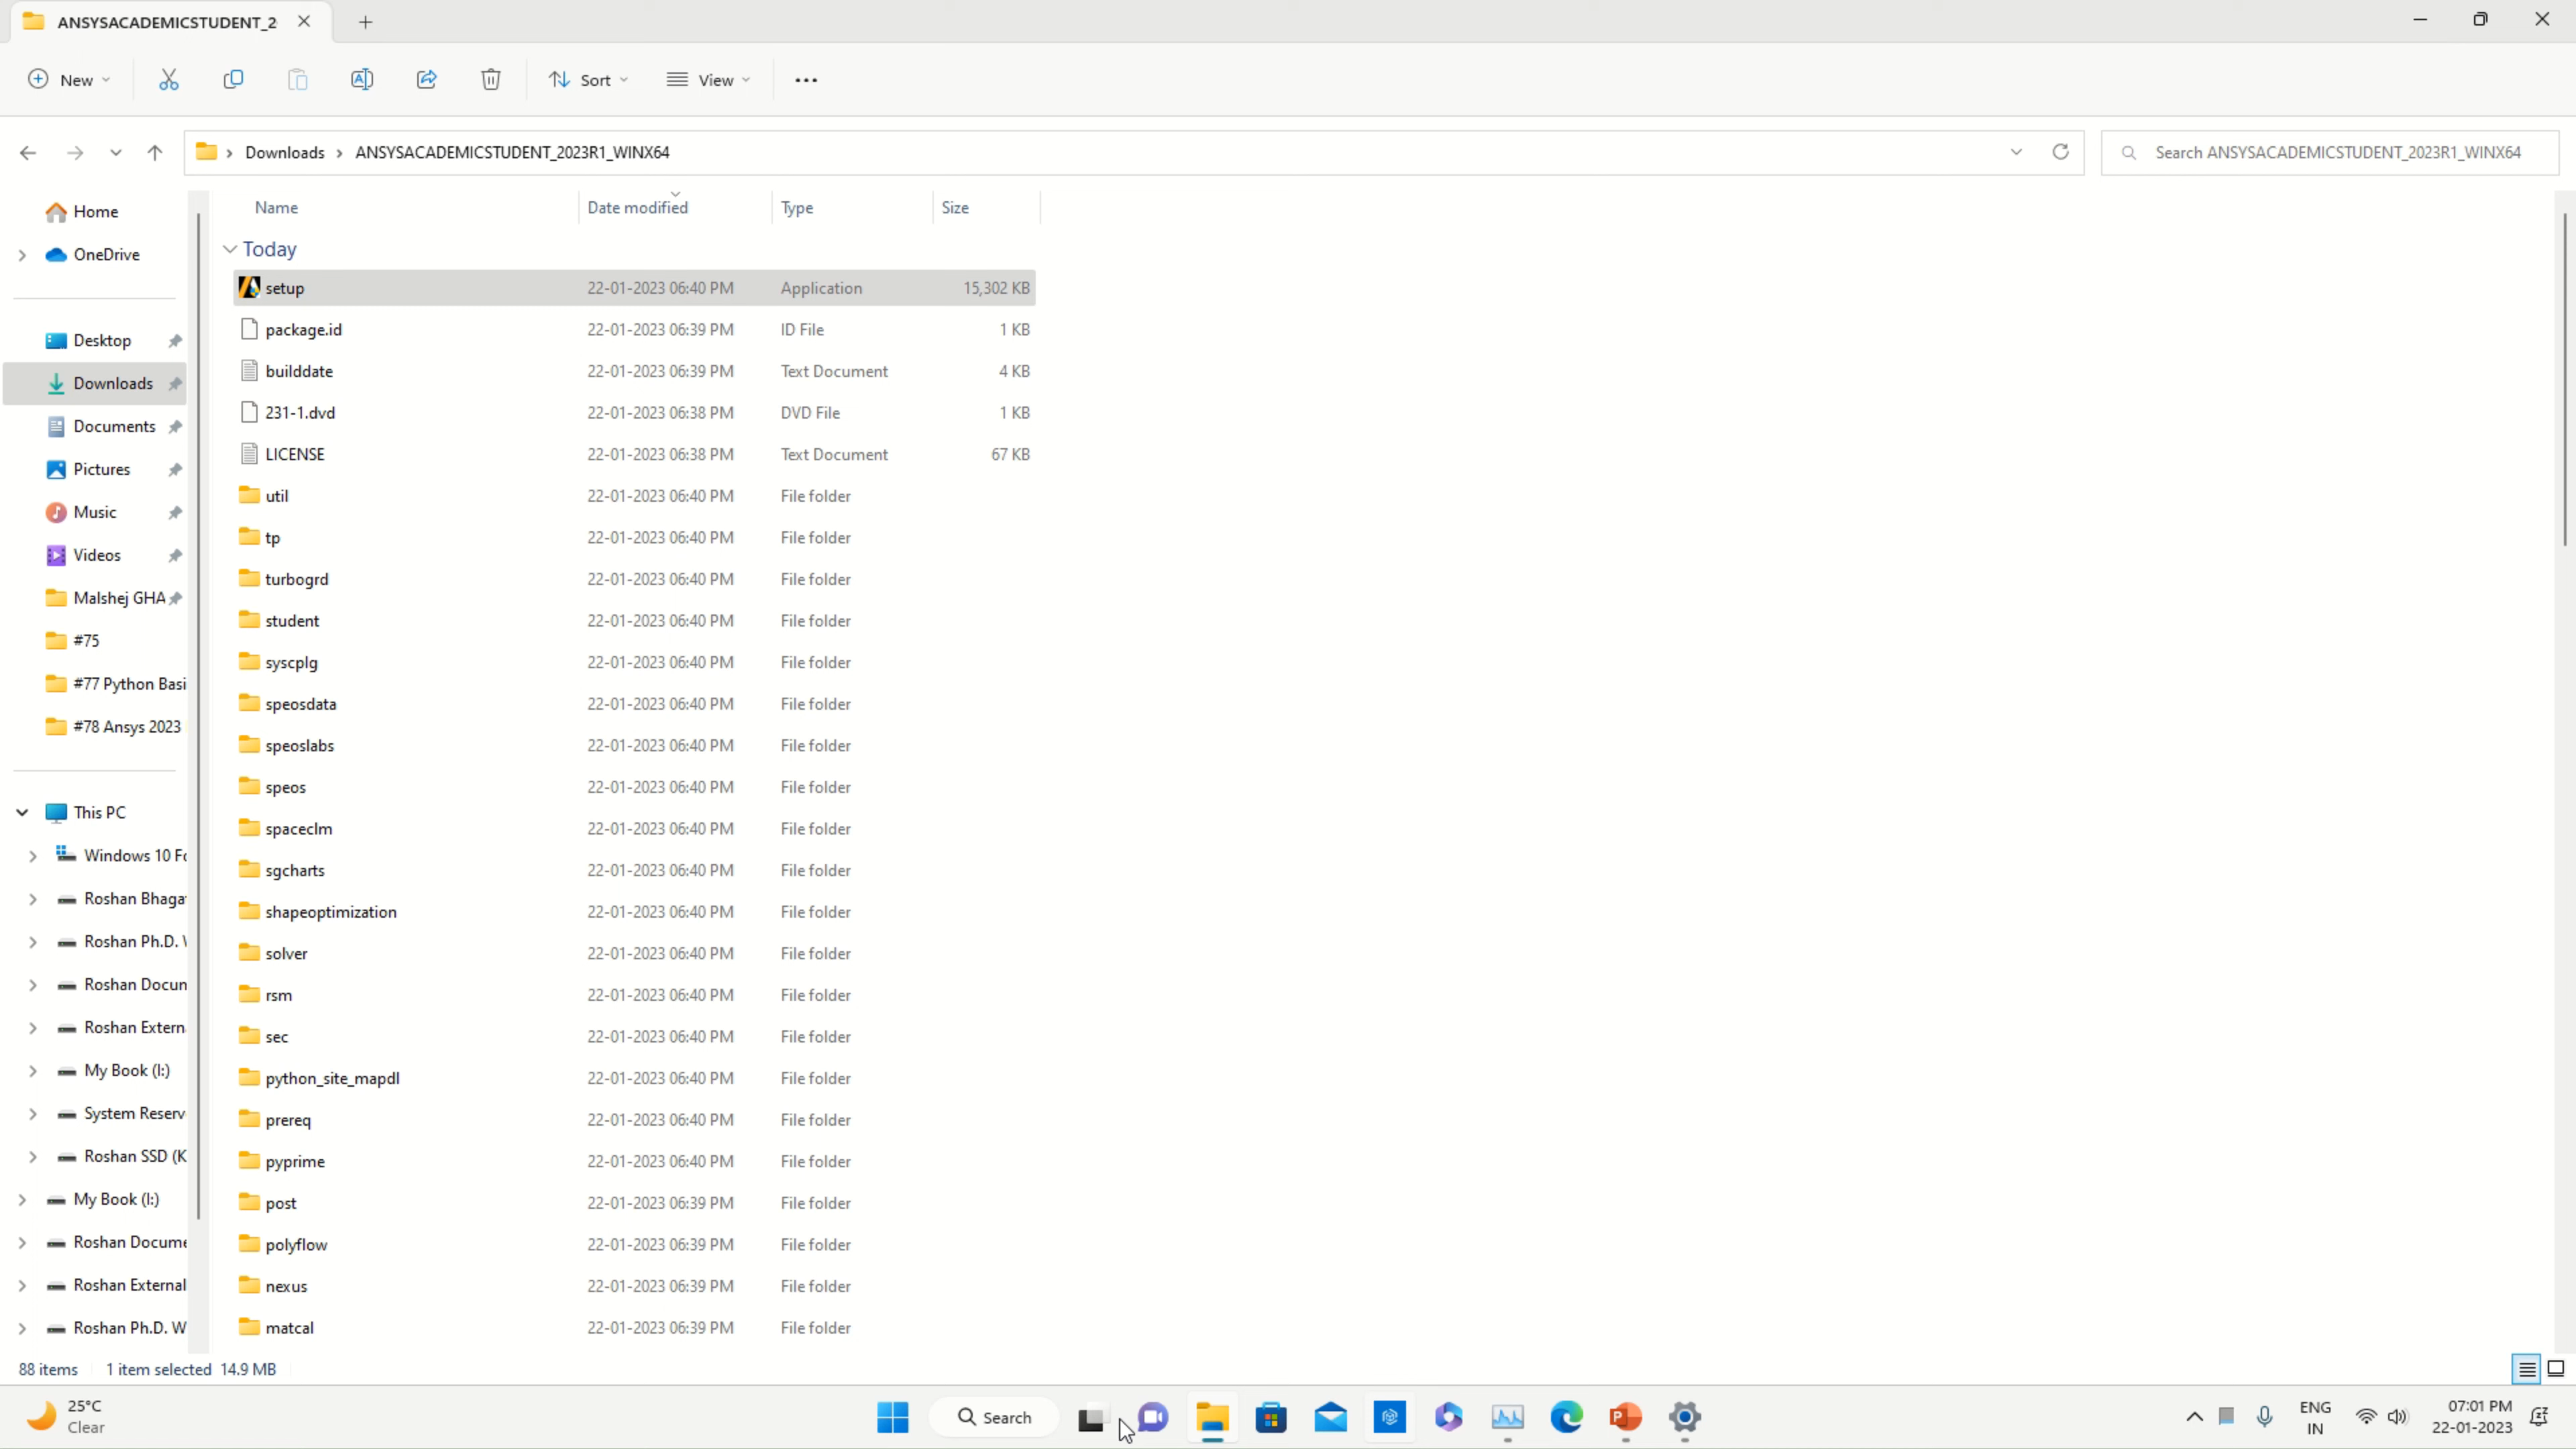 ANSYSACADEMICSTUDENT_2
New
Sort
View
Downloads > ANSYSACADEMICSTUDENT_2023R1_WINX64
Search ANSYSACADEMICSTUDENT_2023R1_WINX64
Home
OneDrive
Desktop
Downloads
Documents
Pictures
Music
Videos
Malshej GHA
#75
#77 Python Basi
#78 Ansys 2023
This PC
Windows 10 Fo
Roshan Bhagat
Roshan Ph.D. W
Roshan Docum
Roshan Extern
My Book (I:)
System Reserv
Roshan SSD (K
My Book (I:)
Roshan Docume
Roshan External
Roshan Ph.D. W
Name Date modified Type Size
Today
setup 22-01-2023 06:40 PM Application 15,302 KB
package.id 22-01-2023 06:39 PM ID File 1 KB
builddate 22-01-2023 06:39 PM Text Document 4 KB
231-1.dvd 22-01-2023 06:38 PM DVD File 1 KB
LICENSE 22-01-2023 06:38 PM Text Document 67 KB
util 22-01-2023 06:40 PM File folder
tp 22-01-2023 06:40 PM File folder
turbogrd 22-01-2023 06:40 PM File folder
student 22-01-2023 06:40 PM File folder
syscplg 22-01-2023 06:40 PM File folder
speosdata 22-01-2023 06:40 PM File folder
speoslabs 22-01-2023 06:40 PM File folder
speos 22-01-2023 06:40 PM File folder
spaceclm 22-01-2023 06:40 PM File folder
sgcharts 22-01-2023 06:40 PM File folder
shapeoptimization 22-01-2023 06:40 PM File folder
solver 22-01-2023 06:40 PM File folder
rsm 22-01-2023 06:40 PM File folder
sec 22-01-2023 06:40 PM File folder
python_site_mapdl 22-01-2023 06:40 PM File folder
prereq 22-01-2023 06:40 PM File folder
pyprime 22-01-2023 06:40 PM File folder
post 22-01-2023 06:39 PM File folder
polyflow 22-01-2023 06:39 PM File folder
nexus 22-01-2023 06:39 PM File folder
matcal 22-01-2023 06:39 PM File folder
88 items 1 item selected 14.9 MB
25°C
Clear
Search
ENG
IN
07:01 PM
22-01-2023